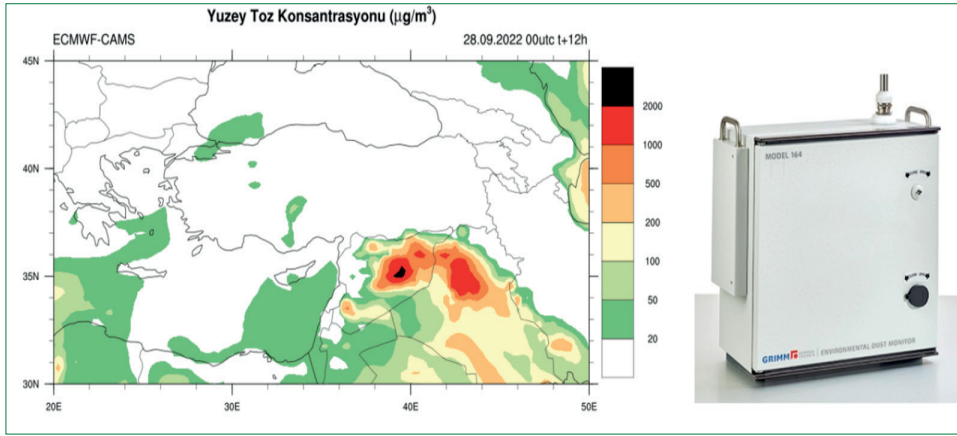 Yuzey Toz Konsantrasyonu (μg/m³)
ECMWF-CAMS
28.09.2022 00utc t+12h
45N
40N
35N
30N
20E
30E
40E
50E
2000
1000
500
200
100
50
20
MODEL 164
GRIMM
ENVIRONMENTAL DUST MONITOR